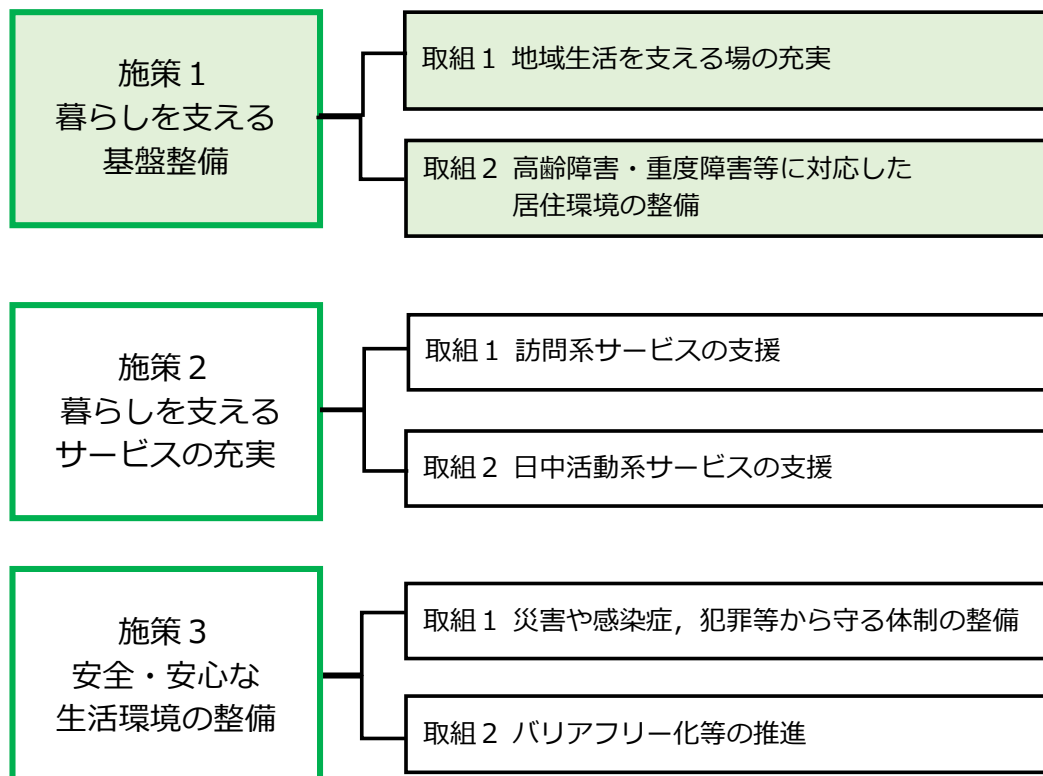 施策１
暮らしを支える
基盤整備
取組１ 地域生活を支える場の充実
取組２ 高齢障害・重度障害等に対応した
居住環境の整備
施策２
暮らしを支える
サービスの充実
取組１ 訪問系サービスの支援
取組２ 日中活動系サービスの支援
施策３
安全・安心な
生活環境の整備
取組１ 災害や感染症，犯罪等から守る体制の整備
取組２ バリアフリー化等の推進